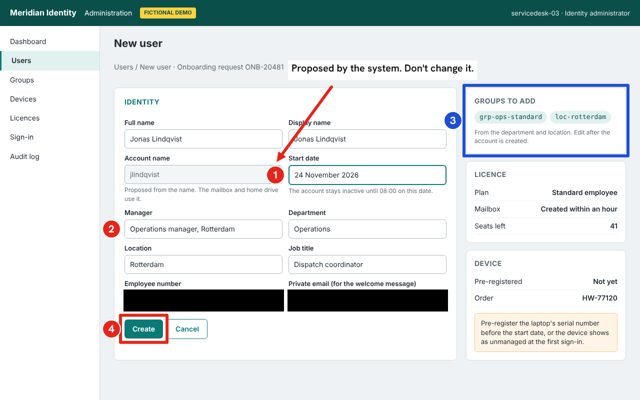 Meridian Identity
Administration
FICTIONAL DEMO
servicedesk-03 · Identity administrator
Dashboard
Users
Groups
Devices
Licences
Sign-in
Audit log
New user
Users / New user · Onboarding request ONB-20481
Proposed by the system. Don't change it.
IDENTITY
Full name
Display name
Jonas Lindqvist
Jonas Lindqvist
Account name
Start date
jlindqvist
1
24 November 2026
Proposed from the name. The mailbox and home drive
use it.
The account stays inactive until 08:00 on this date.
Manager
Department
2
Operations manager, Rotterdam
Operations
Location
Job title
Rotterdam
Dispatch coordinator
Employee number
Private email (for the welcome message)
4
Create
Cancel
3
GROUPS TO ADD
grp-ops-standard
loc-rotterdam
From the department and location. Edit after the
account is created.
LICENCE
Plan
Standard employee
Mailbox
Created within an hour
Seats left
41
DEVICE
Pre-registered
Not yet
Order
HW-77120
Pre-register the laptop's serial number
before the start date, or the device shows
as unmanaged at the first sign-in.